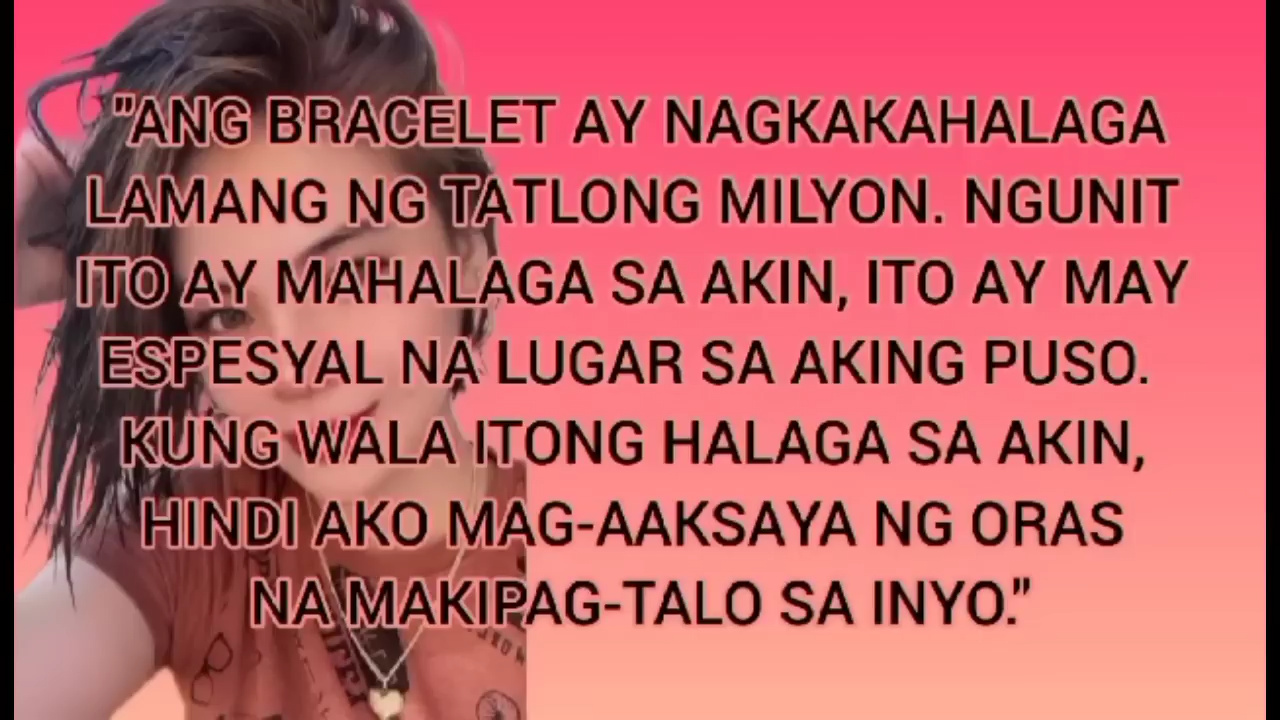 "ANG BRACELET AY NAGKAKAHALAGA
LAMANG NG TATLONG MILYON. NGUNIT
ITO AY MAHALAGA SA AKIN, ITO AY MAY
ESPESYAL NA LUGAR SA AKING PUSO.
KUNG WALA ITONG HALAGA SA AKIN,
HINDI AKO MAG-AAKSAYA NG ORAS
NA MAKIPAG-TALO SA INYO."